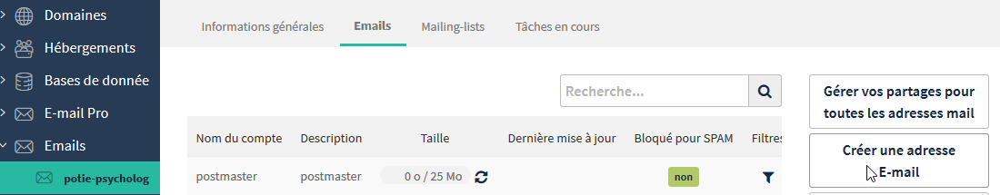 Domaines
Hébergements
Bases de donnée
E-mail Pro
Emails
potie-psycholog
Informations générales Emails Mailing-lists Tâches en cours
Recherche...
Nom du compte Description Taille Dernière mise à jour Bloqué pour SPAM Filtres
postmaster postmaster 0 o / 25 Mo non
Gérer vos partages pour
toutes les adresses mail
Créer une adresse
E-mail